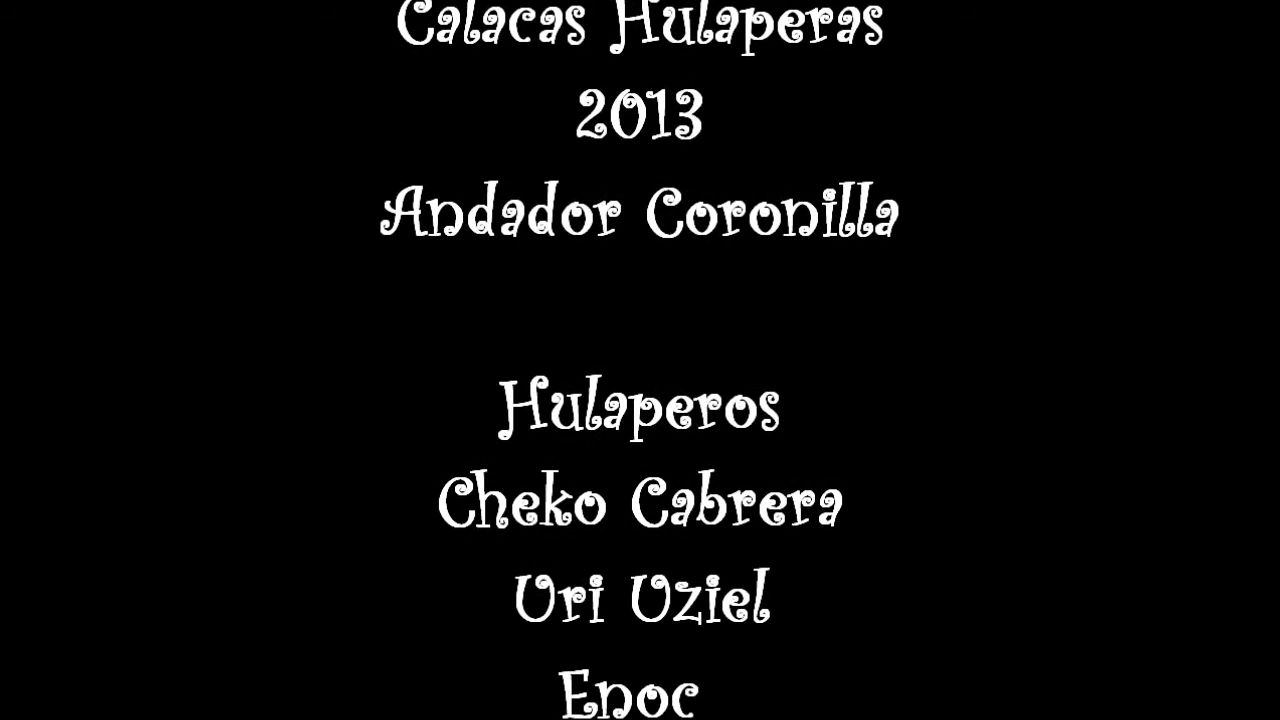 Calacas Hulaperas
2013
Andador Coronilla
Hulaperos
Cheko Cabrera
Uri Uziel
Enoc